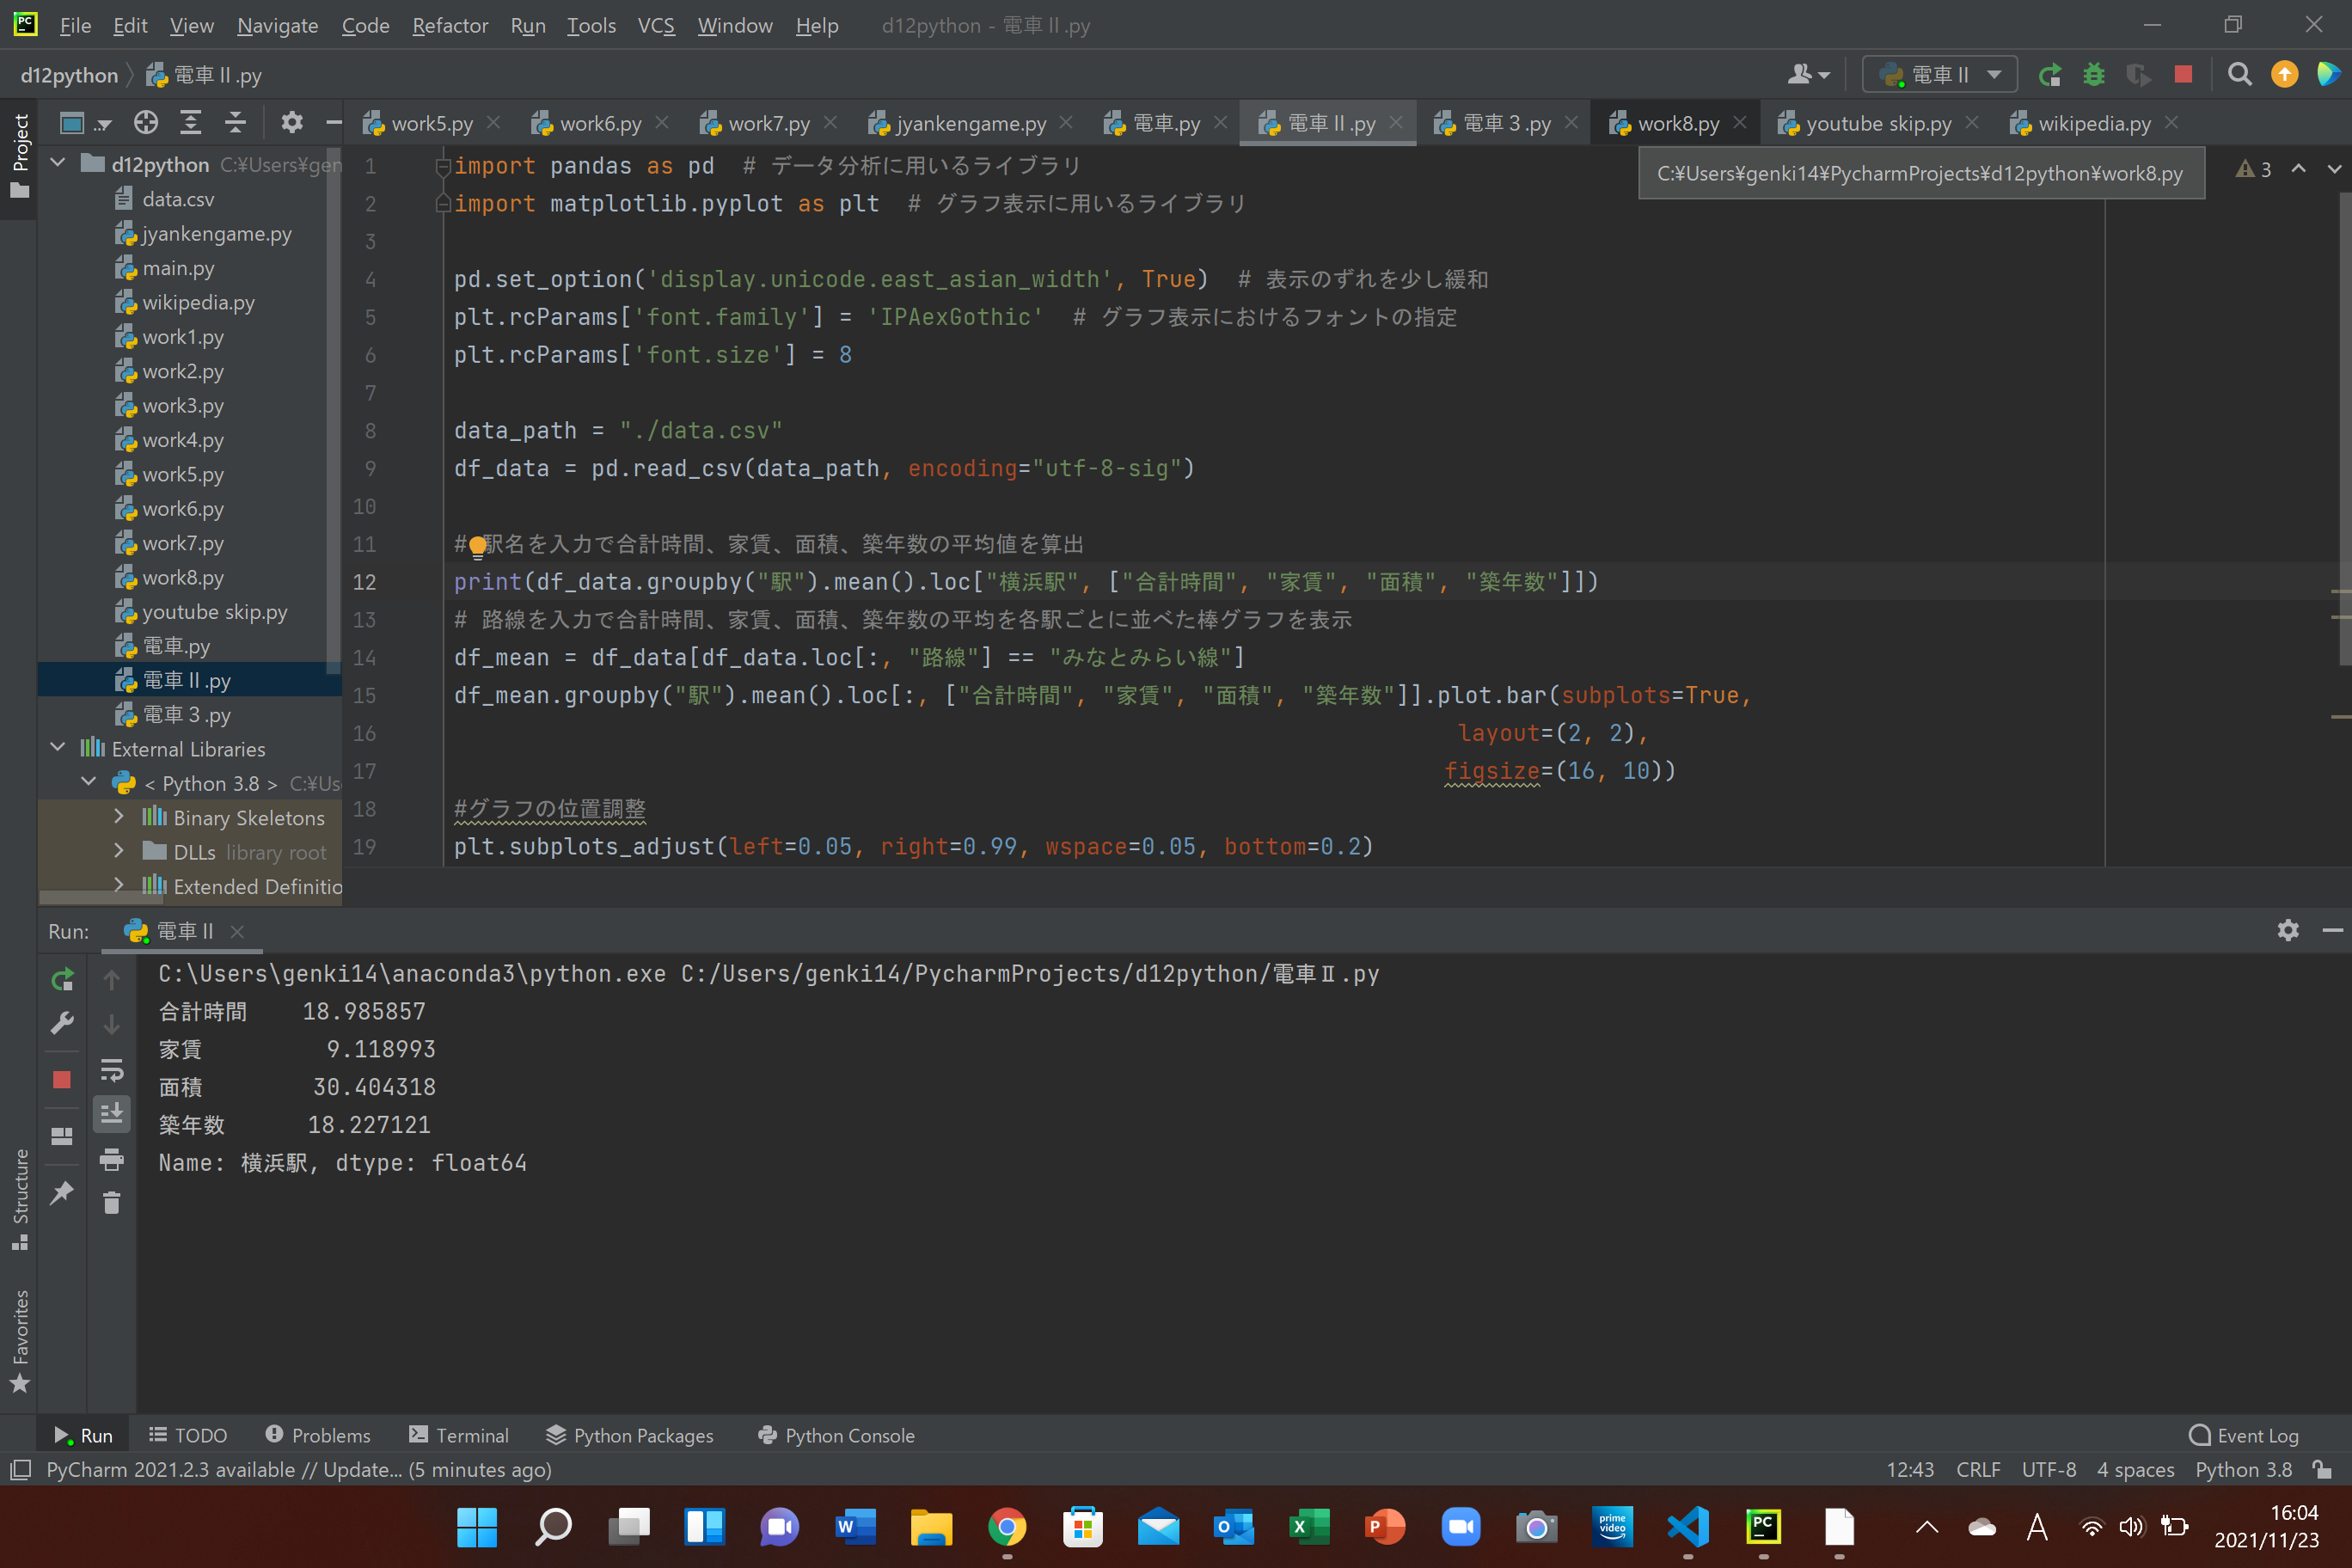 File Edit View Navigate Code Refactor Run Tools VCS Window Help d12python - 電車Ⅱ.py
d12python 電車Ⅱ.py 電車Ⅱ
work5.py work6.py work7.py jyankengame.py 電車.py 電車Ⅱ.py 電車３.py work8.py youtube skip.py wikipedia.py
C:¥Users¥genki14¥PycharmProjects¥d12python¥work8.py
3
Project
d12python C:¥Users¥gen
data.csv
jyankengame.py
main.py
wikipedia.py
work1.py
work2.py
work3.py
work4.py
work5.py
work6.py
work7.py
work8.py
youtube skip.py
電車.py
電車Ⅱ.py
電車３.py
External Libraries
< Python 3.8 > C:¥Us
Binary Skeletons
DLLs library root
Extended Definitio
1 import pandas as pd # データ分析に用いるライブラリ
2 import matplotlib.pyplot as plt # グラフ表示に用いるライブラリ
3
4 pd.set_option('display.unicode.east_asian_width', True) # 表示のずれを少し緩和
5 plt.rcParams['font.family'] = 'IPAexGothic' # グラフ表示におけるフォントの指定
6 plt.rcParams['font.size'] = 8
7
8 data_path = "./data.csv"
9 df_data = pd.read_csv(data_path, encoding="utf-8-sig")
10
11 # 駅名を入力で合計時間、家賃、面積、築年数の平均値を算出
12 print(df_data.groupby("駅").mean().loc["横浜駅", ["合計時間", "家賃", "面積", "築年数"]])
13 # 路線を入力で合計時間、家賃、面積、築年数の平均を各駅ごとに並べた棒グラフを表示
14 df_mean = df_data[df_data.loc[:, "路線"] == "みなとみらい線"]
15 df_mean.groupby("駅").mean().loc[:, ["合計時間", "家賃", "面積", "築年数"]].plot.bar(subplots=True,
16 layout=(2, 2),
17 figsize=(16, 10))
18 #グラフの位置調整
19 plt.subplots_adjust(left=0.05, right=0.99, wspace=0.05, bottom=0.2)
Run: 電車Ⅱ
C:\Users\genki14\anaconda3\python.exe C:/Users/genki14/PycharmProjects/d12python/電車Ⅱ.py
合計時間 18.985857
家賃 9.118993
面積 30.404318
築年数 18.227121
Name: 横浜駅, dtype: float64
Structure
Favorites
Run TODO Problems Terminal Python Packages Python Console Event Log
PyCharm 2021.2.3 available // Update... (5 minutes ago) 12:43 CRLF UTF-8 4 spaces Python 3.8
prime video
A
16:04
2021/11/23